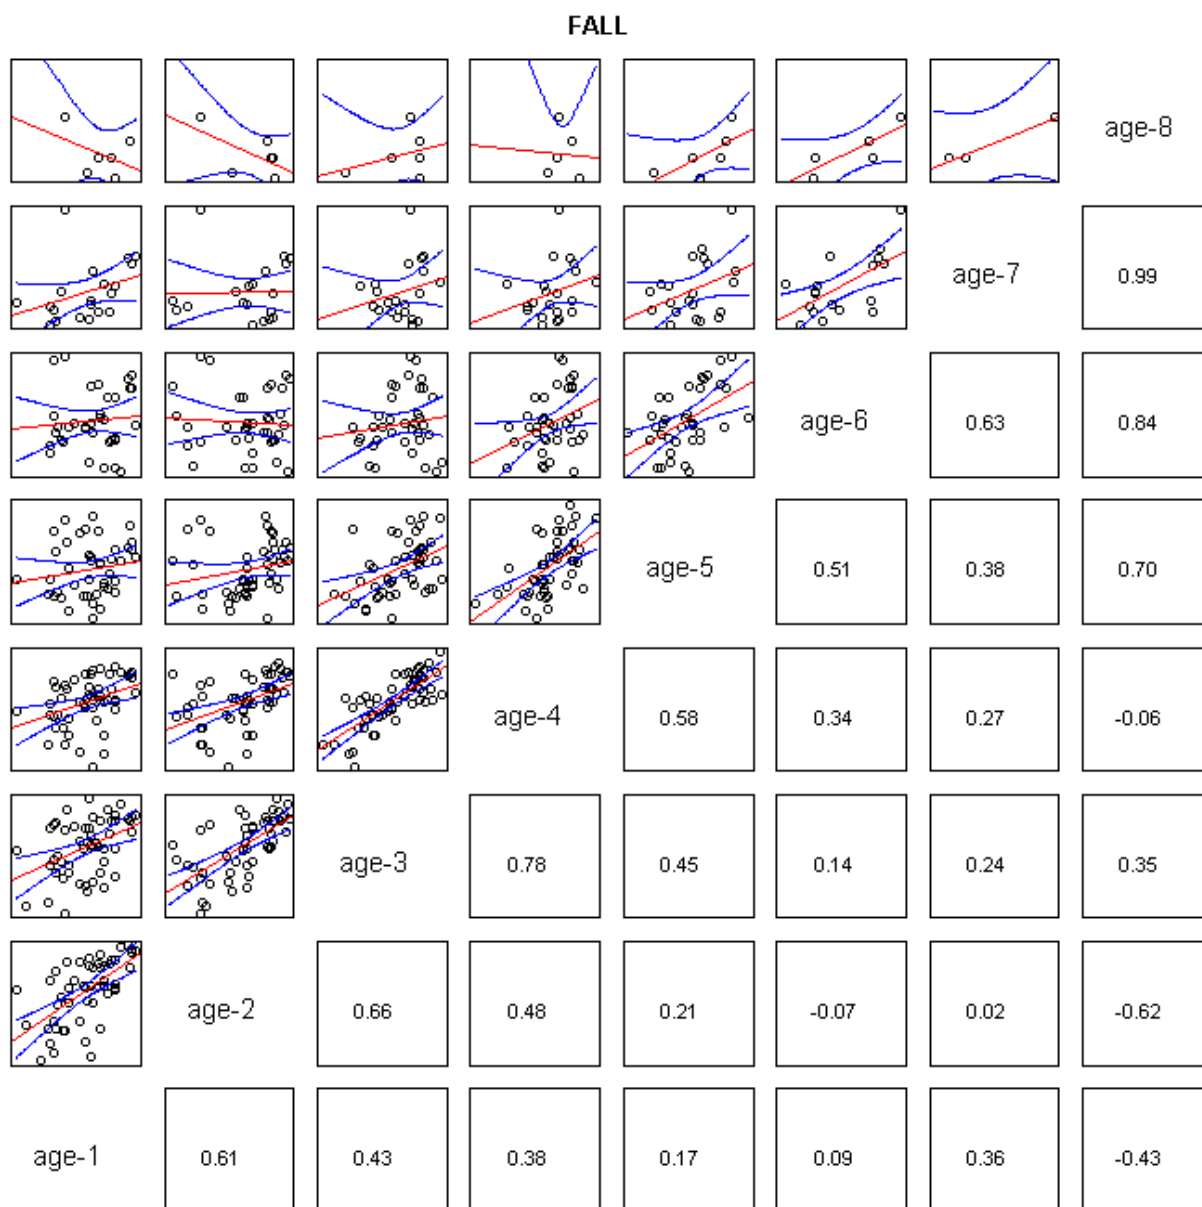 FALL
age-8
age-7 0.99
age-6 0.63 0.84
age-5 0.51 0.38 0.70
age-4 0.58 0.34 0.27 -0.06
age-3 0.78 0.45 0.14 0.24 0.35
age-2 0.66 0.48 0.21 -0.07 0.02 -0.62
age-1 0.61 0.43 0.38 0.17 0.09 0.36 -0.43